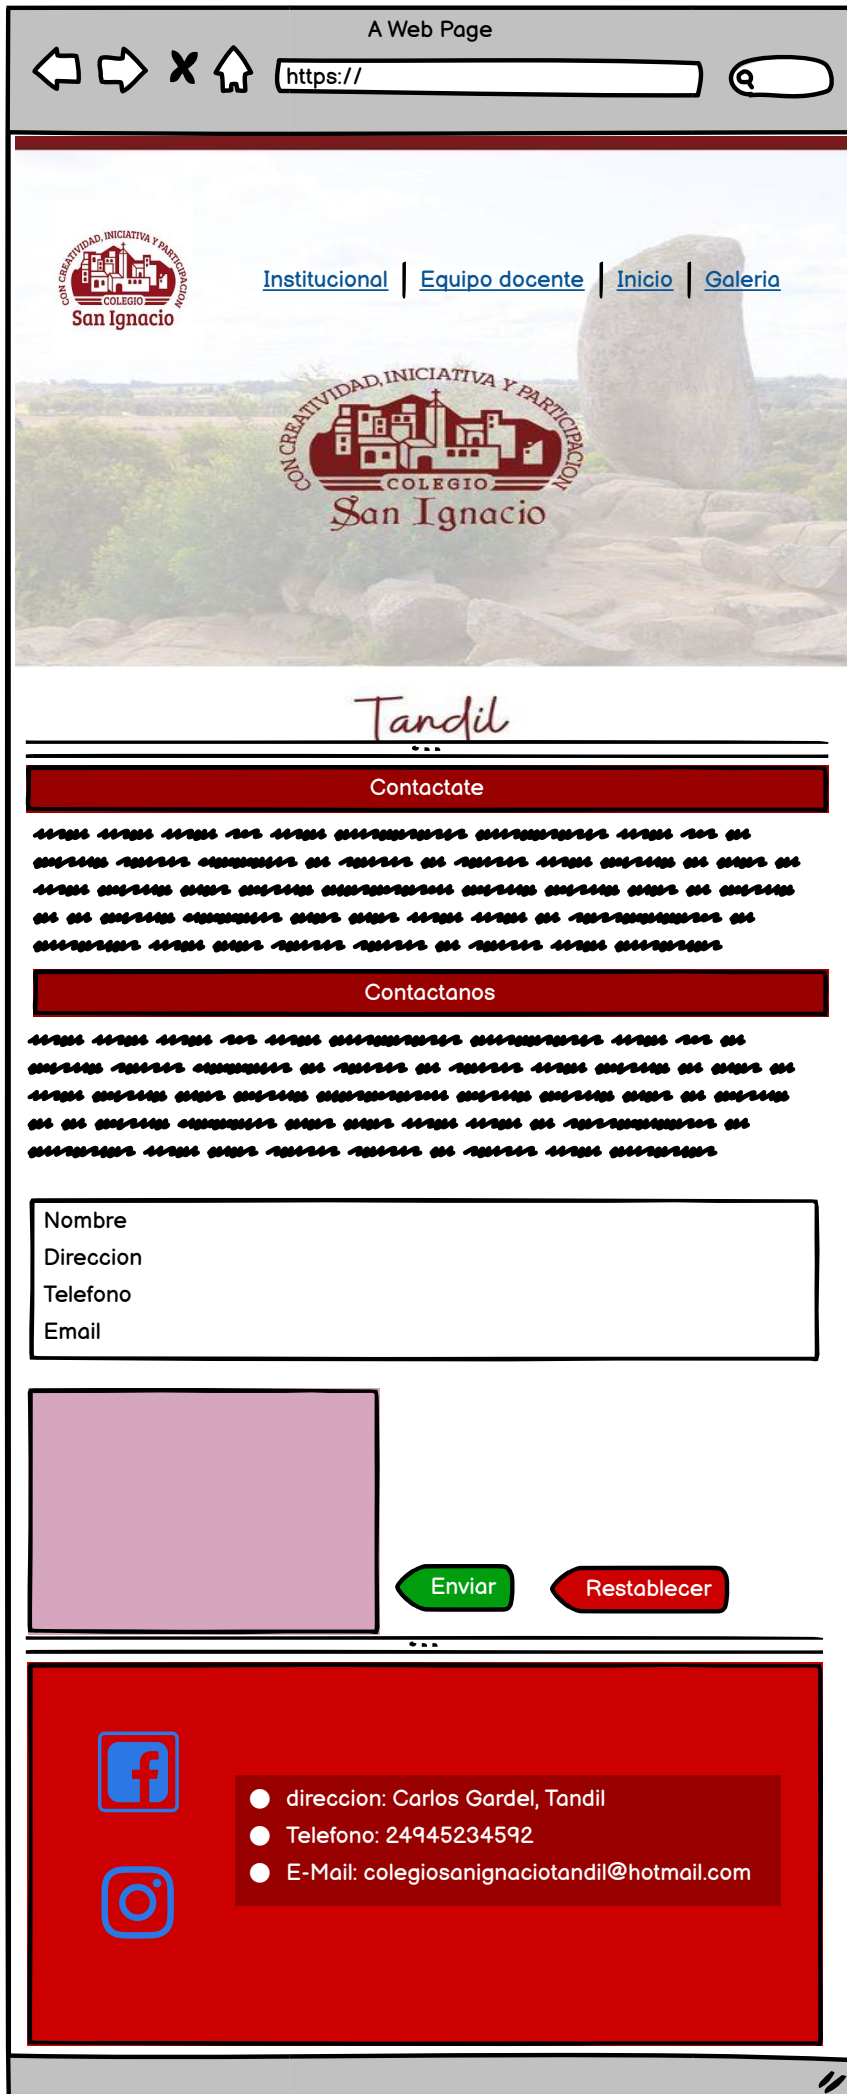 A Web Page
https://
CON CREATIVIDAD, INICIATIVA Y PARTICIPACION
COLEGIO
San Ignacio
Institucional | Equipo docente | Inicio | Galeria
CON CREATIVIDAD, INICIATIVA Y PARTICIPACION
COLEGIO
San Ignacio
Tandil
Contactate
Contactanos
Nombre
Direccion
Telefono
Email
Enviar
Restablecer
direccion: Carlos Gardel, Tandil
Telefono: 24945234592
E-Mail: colegiosanignaciotandil@hotmail.com